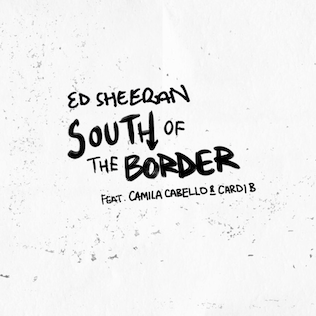 ED SHEERAN
SOUTH OF
THE BORDER
FEAT. CAMILA CABELLO & CARDI B